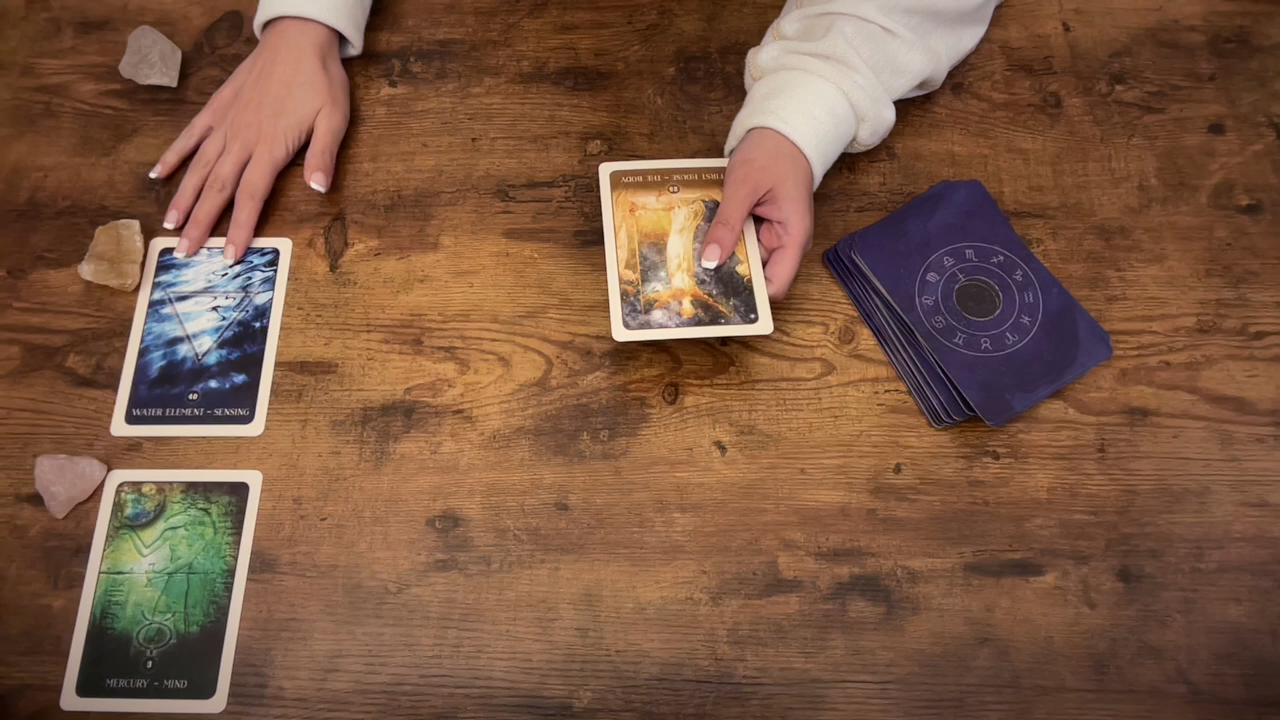 FIRST HOUSE - THE BODY
40
WATER ELEMENT - SENSING
MERCURY - MIND